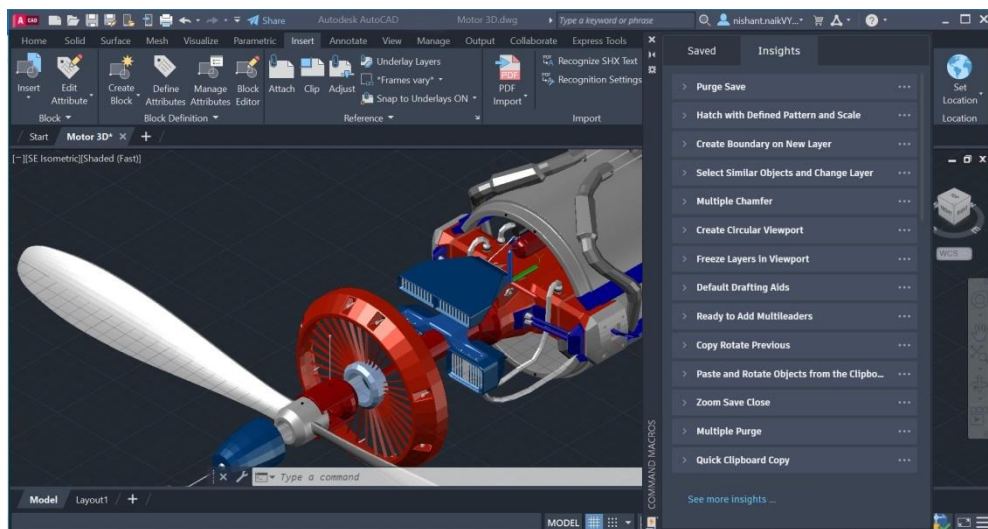 A CAD
Share
Autodesk AutoCAD
Motor 3D.dwg
Type a keyword or phrase
nishant.naikVY...
Home Solid Surface Mesh Visualize Parametric Insert Annotate View Manage Output Collaborate Express Tools
Insert
Edit
Attribute
Create
Block
Define
Attributes
Manage
Attributes
Block
Editor
Attach
Clip
Adjust
Underlay Layers
*Frames vary*
Snap to Underlays ON
PDF
Import
Recognize SHX Text
Recognition Settings
Set
Location
Block
Block Definition
Reference
Import
Location
Start
Motor 3D*
[−][SE Isometric][Shaded (Fast)]
WCS
Type a command
Model
Layout1
MODEL
COMMAND MACROS
Saved
Insights
Purge Save
Hatch with Defined Pattern and Scale
Create Boundary on New Layer
Select Similar Objects and Change Layer
Multiple Chamfer
Create Circular Viewport
Freeze Layers in Viewport
Default Drafting Aids
Ready to Add Multileaders
Copy Rotate Previous
Paste and Rotate Objects from the Clipbo...
Zoom Save Close
Multiple Purge
Quick Clipboard Copy
See more insights ...